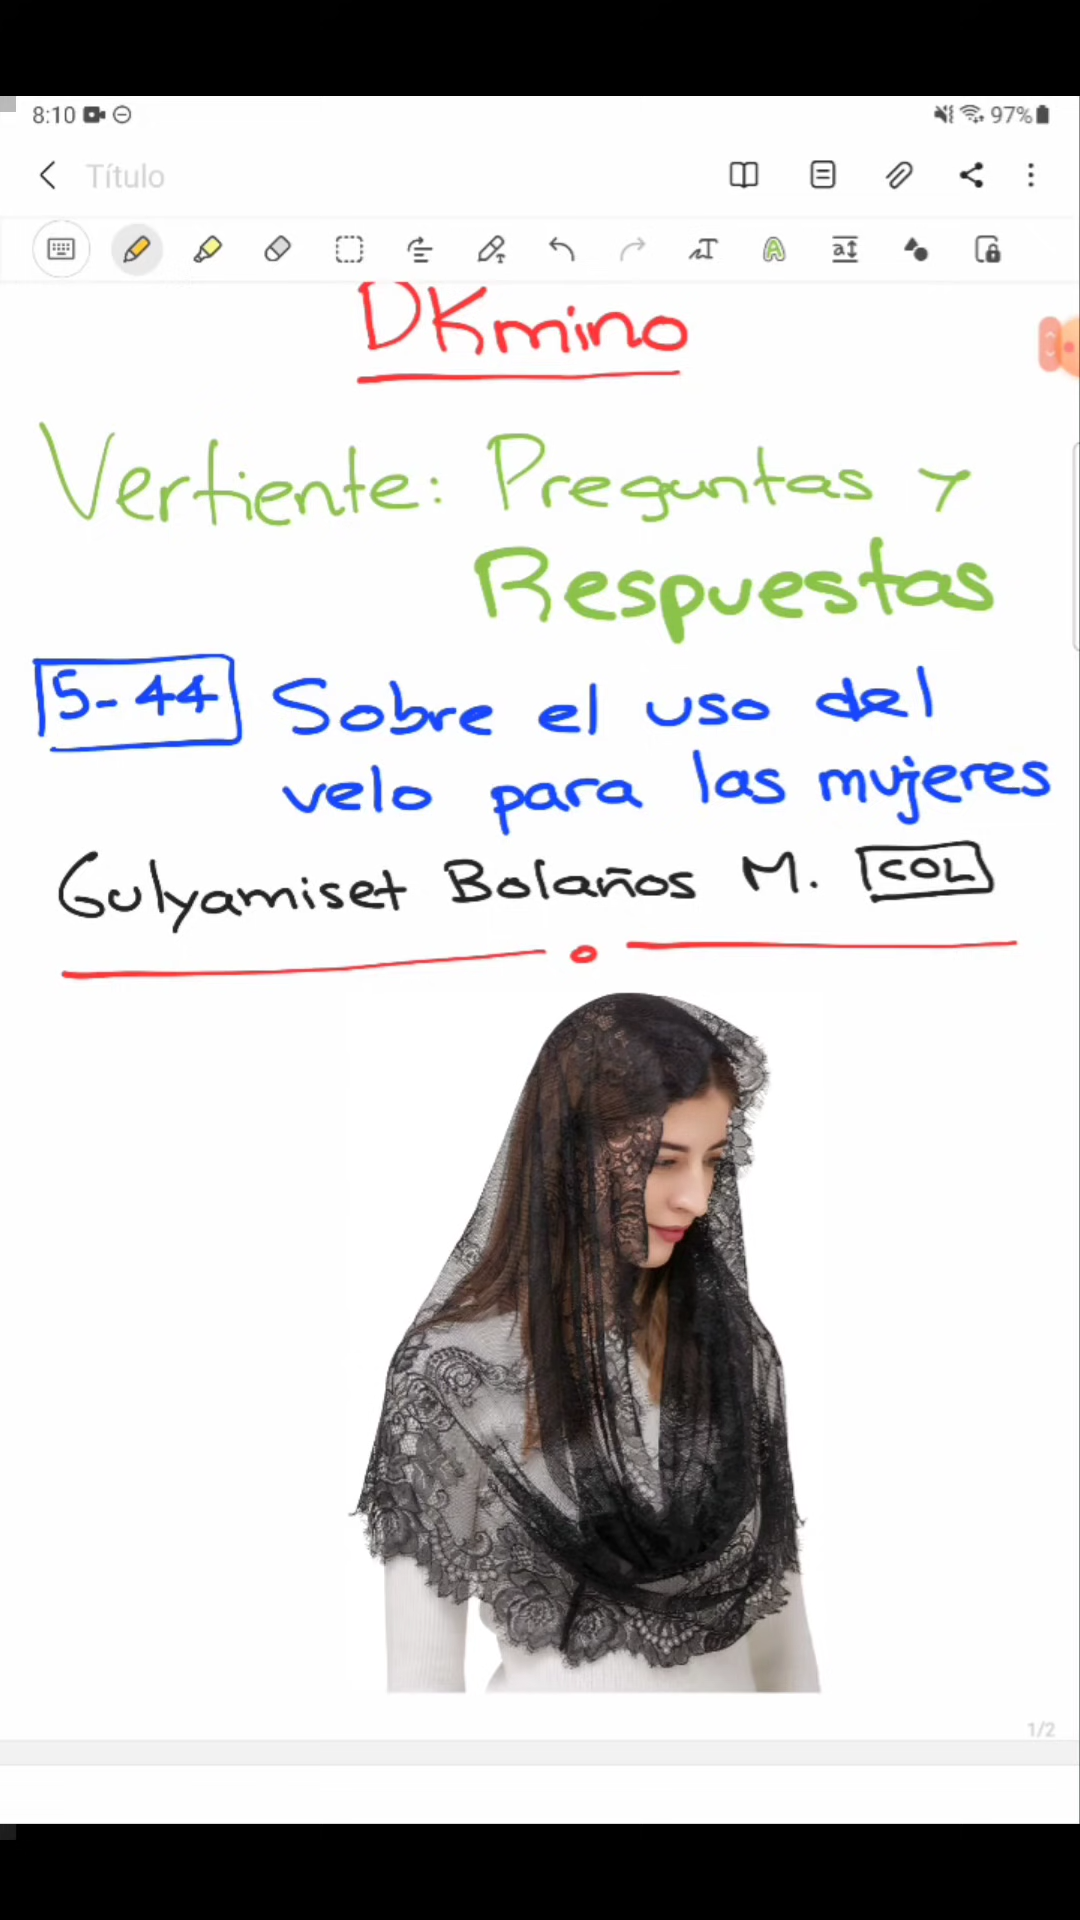 8:10 97%
Título
DKmino
Vertiente: Preguntas y
Respuestas
5-44 Sobre el uso del
velo para las mujeres
Gulyamiset Bolaños M. COL
1/2